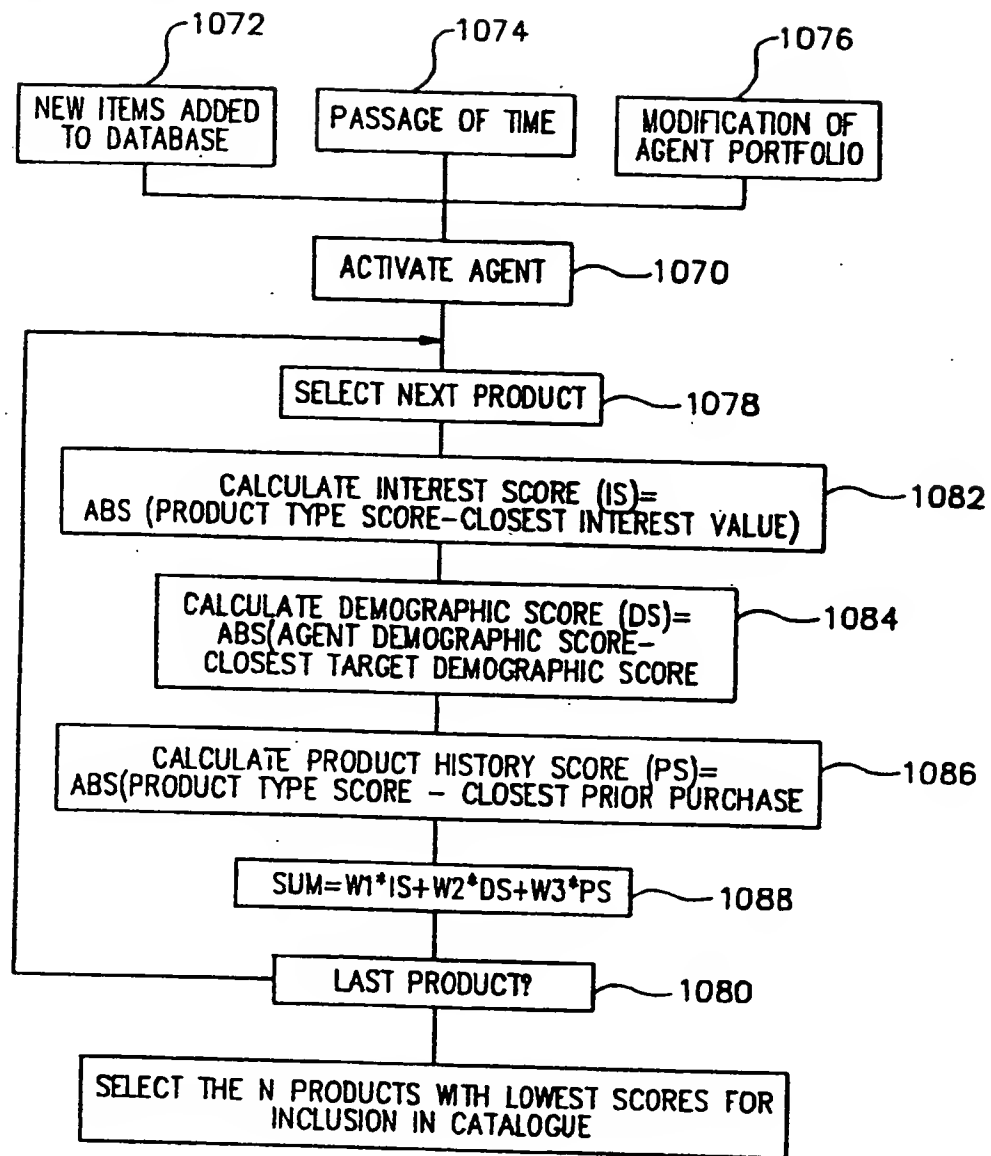 1072
1074
1076
NEW ITEMS ADDED
TO DATABASE
PASSAGE OF TIME
MODIFICATION OF
AGENT PORTFOLIO
ACTIVATE AGENT
1070
SELECT NEXT PRODUCT
1078
CALCULATE INTEREST SCORE (IS)=
ABS (PRODUCT TYPE SCORE-CLOSEST INTEREST VALUE)
1082
CALCULATE DEMOGRAPHIC SCORE (DS)=
ABS(AGENT DEMOGRAPHIC SCORE-
CLOSEST TARGET DEMOGRAPHIC SCORE
1084
CALCULATE PRODUCT HISTORY SCORE (PS)=
ABS(PRODUCT TYPE SCORE - CLOSEST PRIOR PURCHASE
1086
SUM=W1*IS+W2*DS+W3*PS
1088
LAST PRODUCT?
1080
SELECT THE N PRODUCTS WITH LOWEST SCORES FOR
INCLUSION IN CATALOGUE